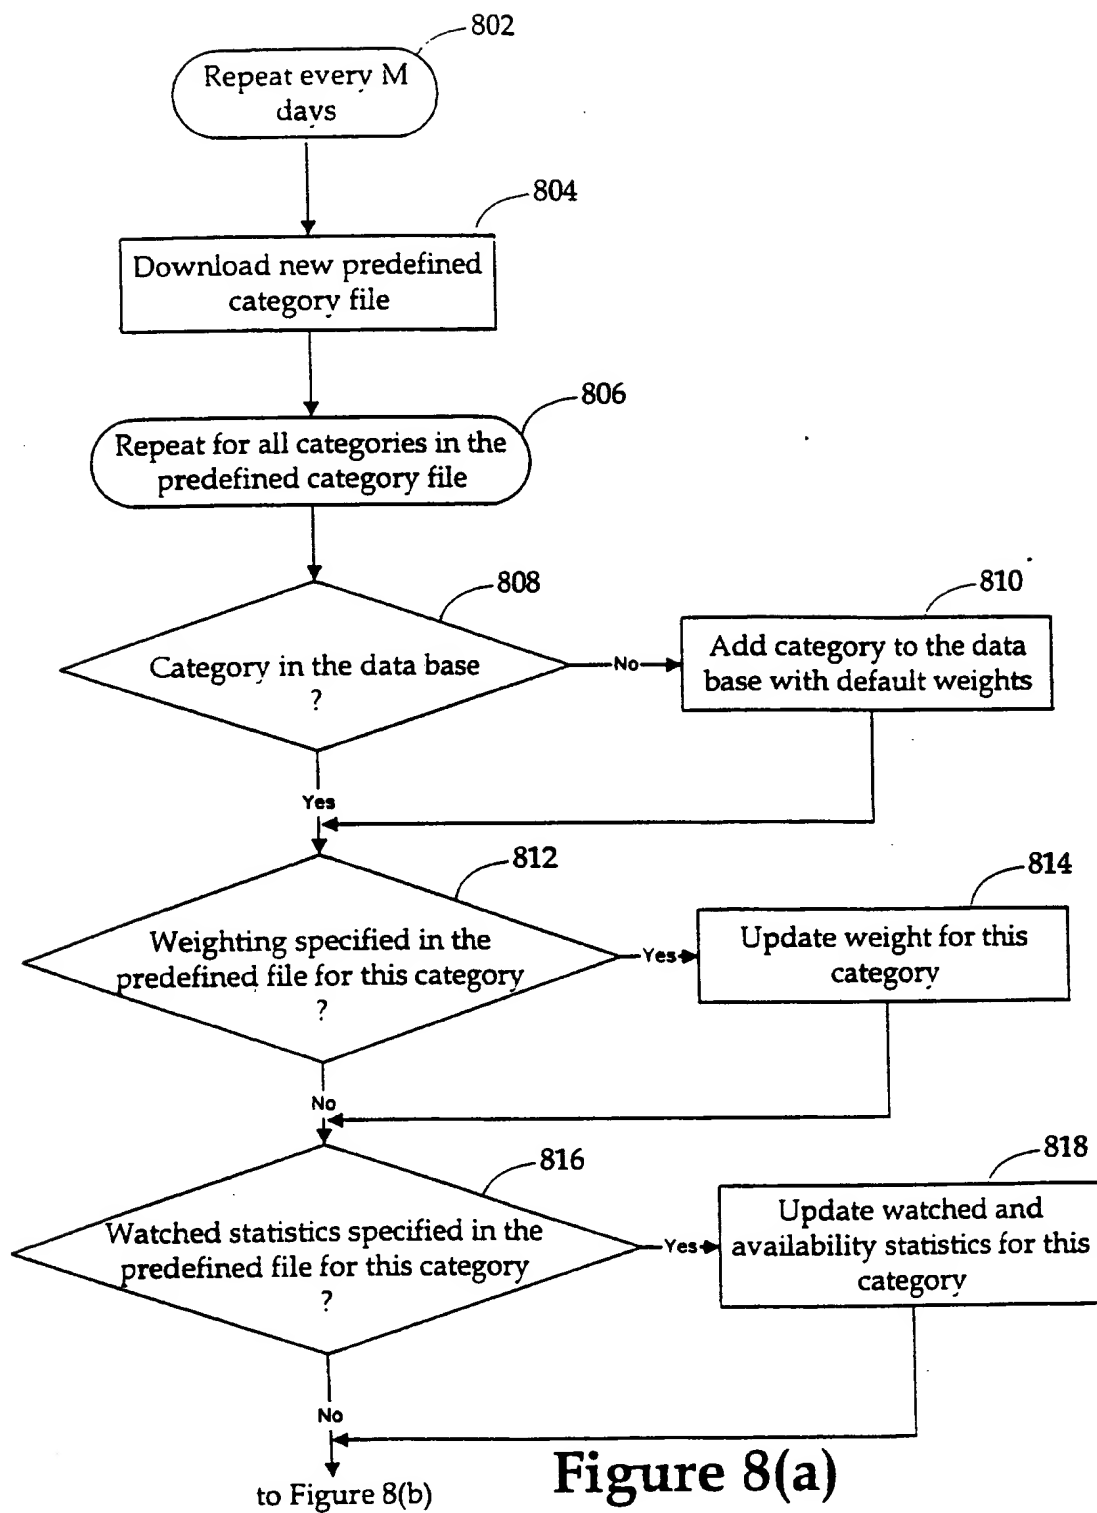 802
Repeat every M
days
804
Download new predefined
category file
806
Repeat for all categories in the
predefined category file
808
Category in the data base
?
No
810
Add category to the data
base with default weights
Yes
812
Weighting specified in the
predefined file for this category
?
Yes
814
Update weight for this
category
No
816
Watched statistics specified in the
predefined file for this category
?
Yes
818
Update watched and
availability statistics for this
category
No
to Figure 8(b)
Figure 8(a)